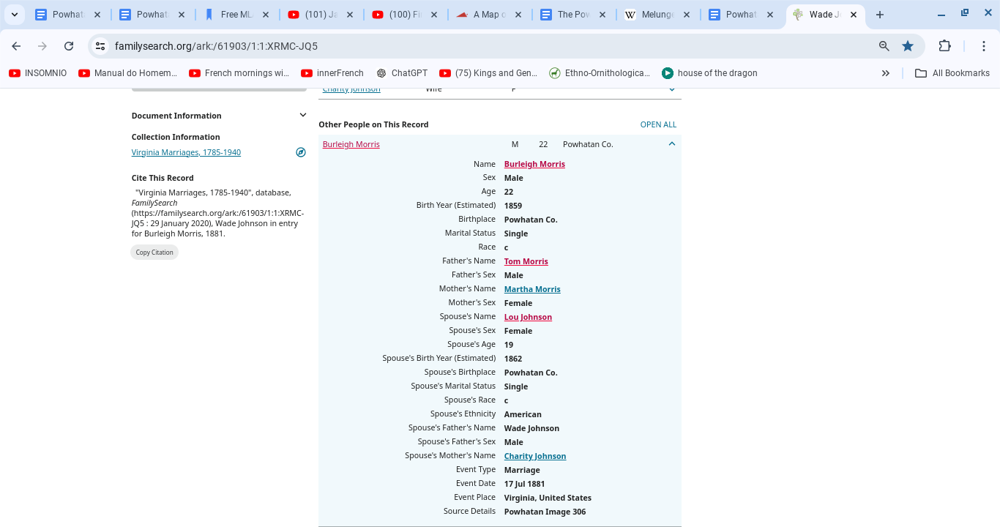 Powhat
Powhat
Free ML
(101) Ja
(100) Fi
A Map o
The Pow
Melung
Powhat
Wade J
familysearch.org/ark:/61903/1:1:XRMC-JQ5
INSOMNIO
Manual do Homem...
French mornings wi...
innerFrench
ChatGPT
(75) Kings and Gen...
Ethno-Ornithologica...
house of the dragon
All Bookmarks
Charity Johnson Wife F
Document Information
Collection Information
Virginia Marriages, 1785-1940
Cite This Record
"Virginia Marriages, 1785-1940", database,
FamilySearch
(https://familysearch.org/ark:/61903/1:1:XRMC-
JQ5 : 29 January 2020), Wade Johnson in entry
for Burleigh Morris, 1881.
Copy Citation
Other People on This Record OPEN ALL
Burleigh Morris M 22 Powhatan Co.
Name Burleigh Morris
Sex Male
Age 22
Birth Year (Estimated) 1859
Birthplace Powhatan Co.
Marital Status Single
Race c
Father's Name Tom Morris
Father's Sex Male
Mother's Name Martha Morris
Mother's Sex Female
Spouse's Name Lou Johnson
Spouse's Sex Female
Spouse's Age 19
Spouse's Birth Year (Estimated) 1862
Spouse's Birthplace Powhatan Co.
Spouse's Marital Status Single
Spouse's Race c
Spouse's Ethnicity American
Spouse's Father's Name Wade Johnson
Spouse's Father's Sex Male
Spouse's Mother's Name Charity Johnson
Event Type Marriage
Event Date 17 Jul 1881
Event Place Virginia, United States
Source Details Powhatan Image 306